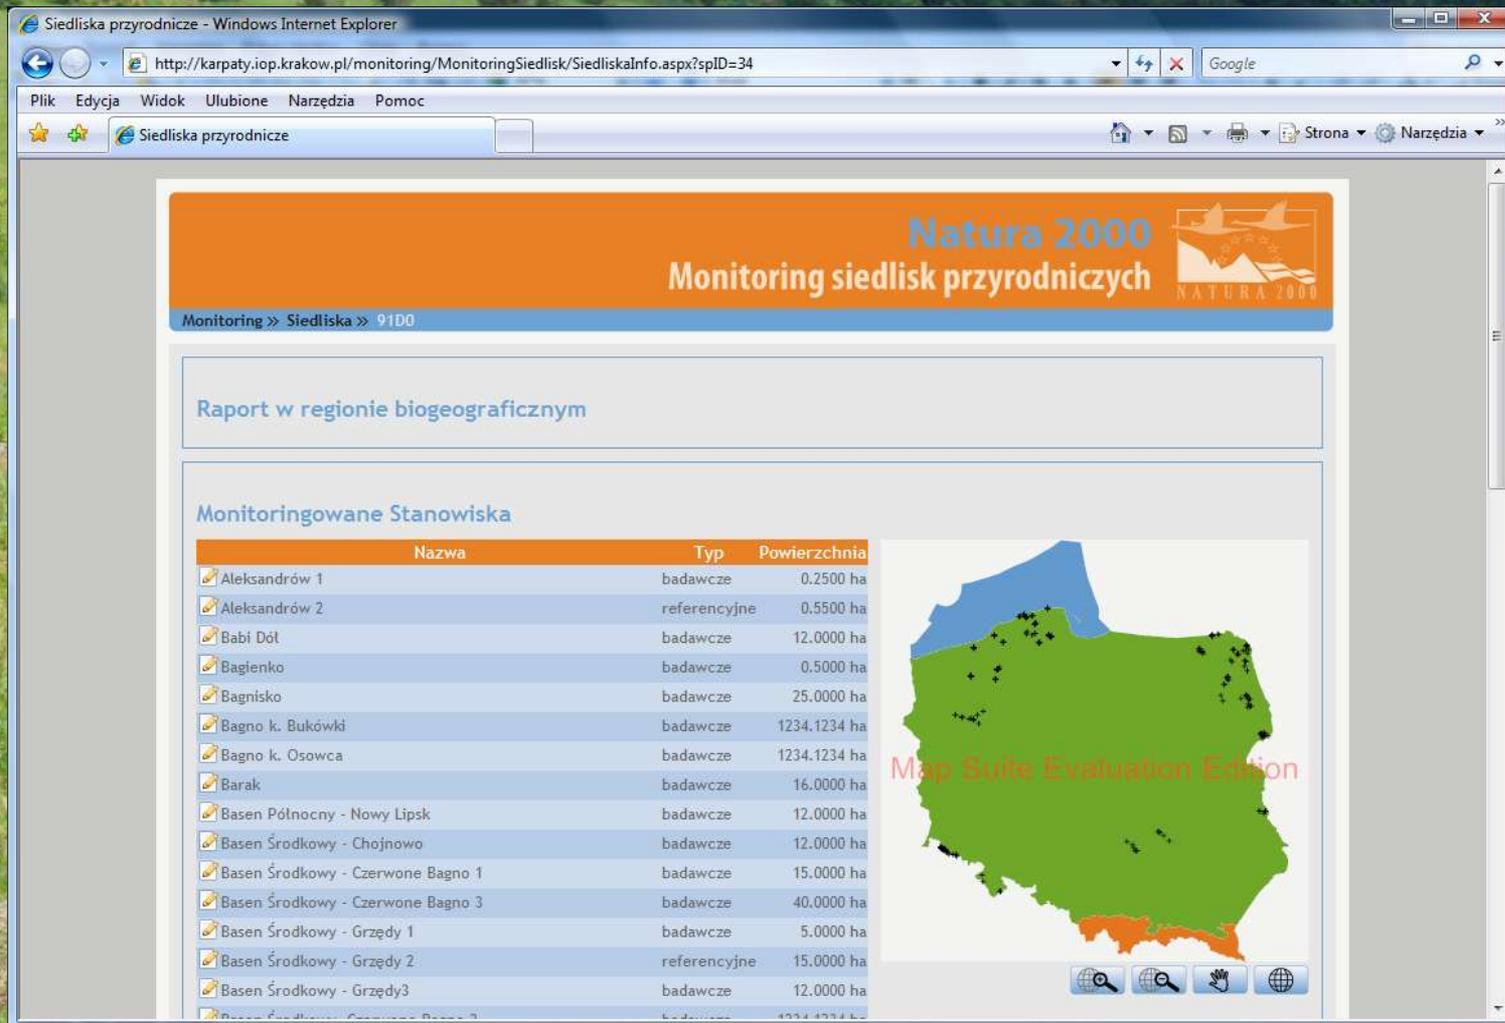 Siedliska przyrodnicze - Windows Internet Explorer
http://karpaty.iop.krakow.pl/monitoring/MonitoringSiedlisk/SiedliskaInfo.aspx?spID=34
Google
Plik Edycja Widok Ulubione Narzędzia Pomoc
Siedliska przyrodnicze
Strona Narzędzia
Natura 2000
Monitoring siedlisk przyrodniczych
NATURA 2000
Monitoring » Siedliska » 91D0
Raport w regionie biogeograficznym
Monitoringowane Stanowiska
Nazwa Typ Powierzchnia
Aleksandrów 1 badawcze 0.2500 ha
Aleksandrów 2 referencyjne 0.5500 ha
Babi Dół badawcze 12.0000 ha
Bagienko badawcze 0.5000 ha
Bagnisko badawcze 25.0000 ha
Bagno k. Bukówki badawcze 1234.1234 ha
Bagno k. Osowca badawcze 1234.1234 ha
Barak badawcze 16.0000 ha
Basen Północny - Nowy Lipsk badawcze 12.0000 ha
Basen Środkowy - Chojnowo badawcze 12.0000 ha
Basen Środkowy - Czerwone Bagno 1 badawcze 15.0000 ha
Basen Środkowy - Czerwone Bagno 3 badawcze 40.0000 ha
Basen Środkowy - Grzędy 1 badawcze 5.0000 ha
Basen Środkowy - Grzędy 2 referencyjne 15.0000 ha
Basen Środkowy - Grzędy3 badawcze 12.0000 ha
Map Suite Evaluation Edition